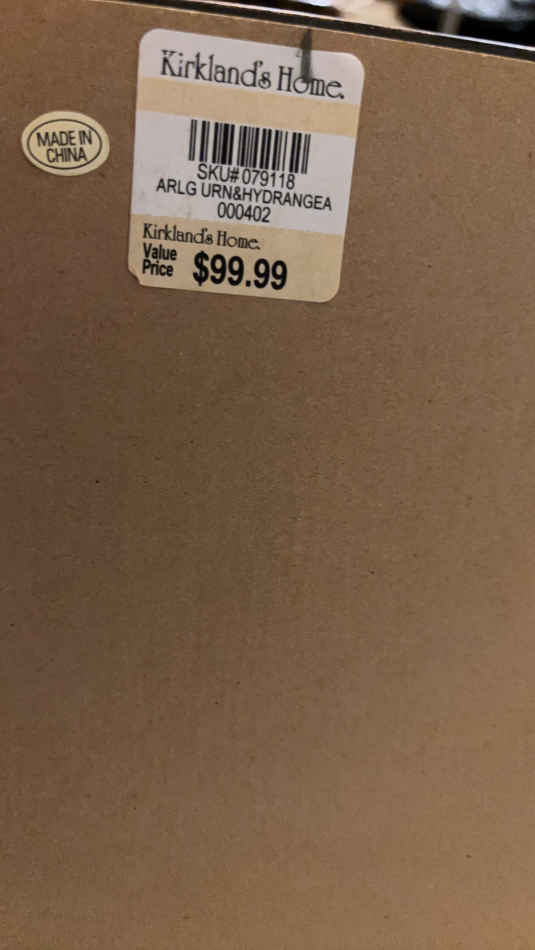 Kirkland's Home.
MADE IN
CHINA
SKU# 079118
ARLG URN&HYDRANGEA
000402
Kirkland's Home.
Value
Price $99.99